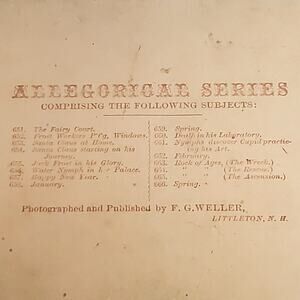 ALLEGORICAL SERIES
COMPRISING THE FOLLOWING SUBJECTS:
651. The Fairy Court.
652. Frost Workers P't'g. Windows.
653. Santa Claus at Home.
654. Santa Claus starting on his
Journey.
655. Jack Frost in his Glory.
656. Water Nymph in her Palace.
657. Happy New Year.
658. January.
659. Spring.
660. Death in his Laboratory.
661. Nymphs discover Cupid practic-
ing his Art.
662. February.
663. Rock of Ages, (The Wreck.)
664. " " (The Rescue)
665. " " (The Ascension.)
666. Spring.
Photographed and Published by F. G. WELLER,
LITTLETON, N. H.